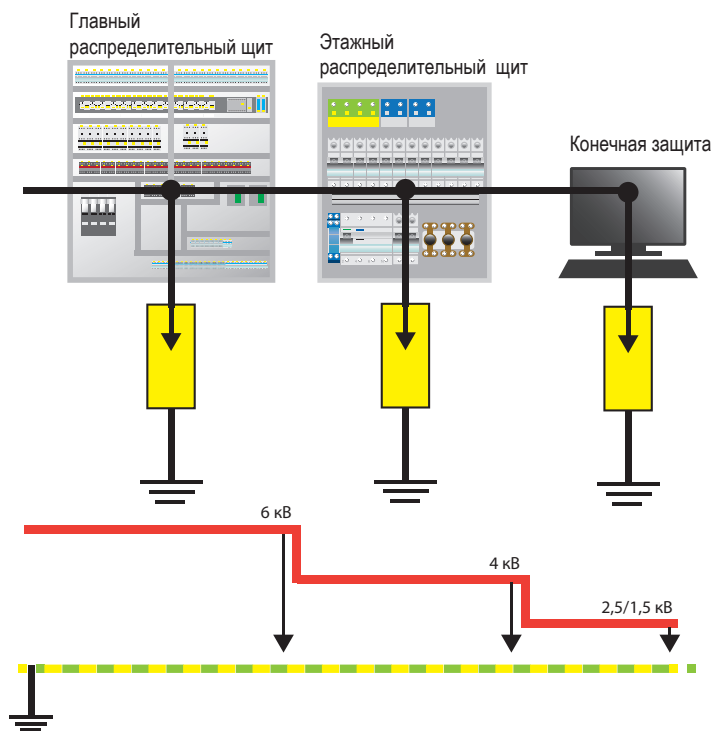 Главный
распределительный щит
Этажный
распределительный щит
Конечная защита
6 кВ
4 кВ
2,5/1,5 кВ